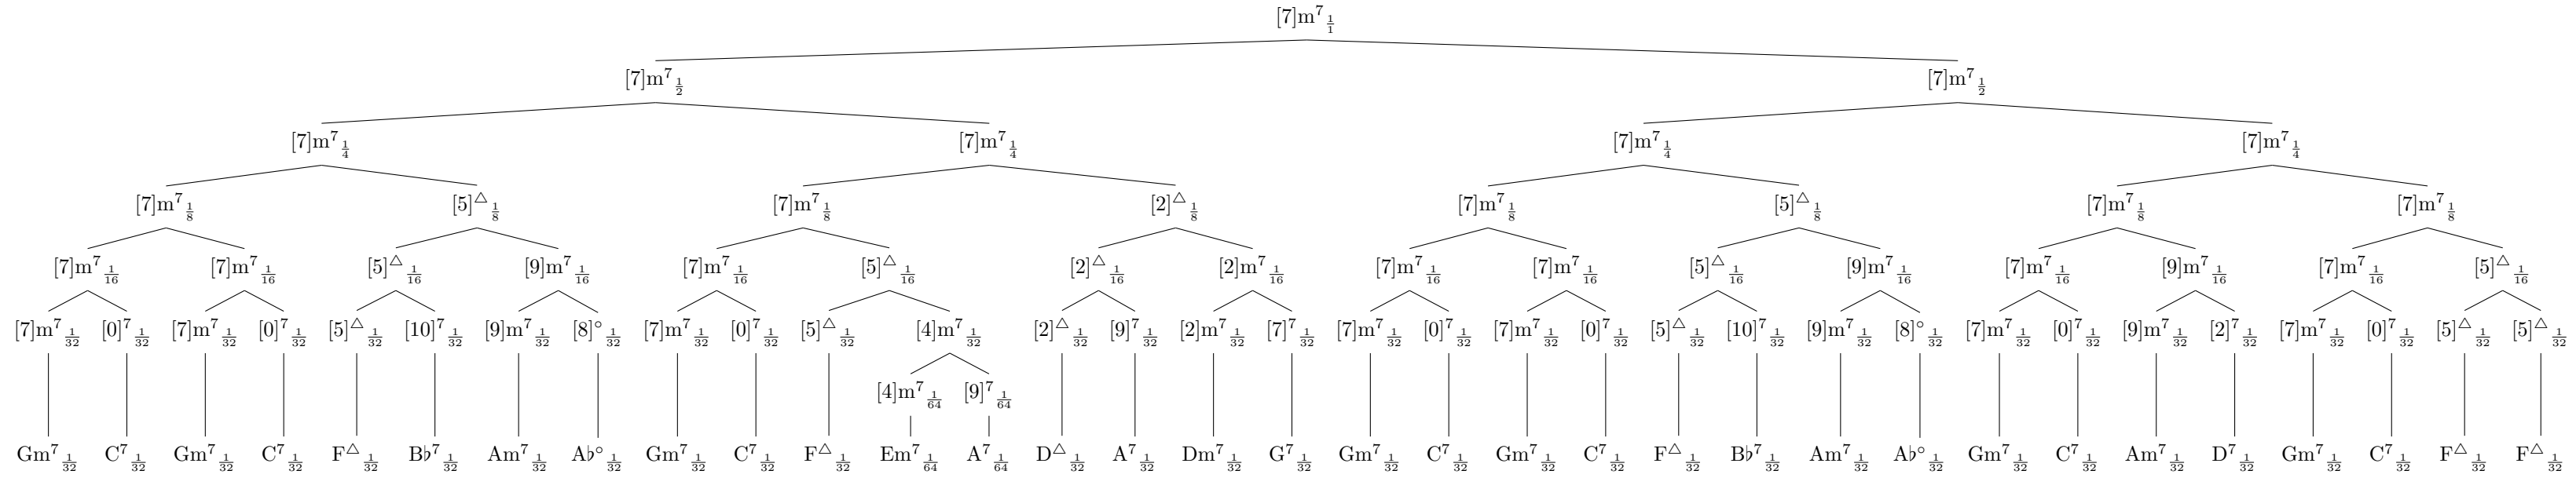 [7]m⁷ 1/1
[7]m⁷ 1/2 [7]m⁷ 1/2
[7]m⁷ 1/4 [7]m⁷ 1/4 [7]m⁷ 1/4 [7]m⁷ 1/4
[7]m⁷ 1/8 [5]△ 1/8 [7]m⁷ 1/8 [2]△ 1/8 [7]m⁷ 1/8 [5]△ 1/8 [7]m⁷ 1/8 [7]m⁷ 1/8
[7]m⁷ 1/16 [7]m⁷ 1/16 [5]△ 1/16 [9]m⁷ 1/16 [7]m⁷ 1/16 [5]△ 1/16 [2]△ 1/16 [2]m⁷ 1/16 [7]m⁷ 1/16 [7]m⁷ 1/16 [5]△ 1/16 [9]m⁷ 1/16 [7]m⁷ 1/16 [9]m⁷ 1/16 [7]m⁷ 1/16 [5]△ 1/16
[7]m⁷ 1/32 [0]⁷ 1/32 [7]m⁷ 1/32 [0]⁷ 1/32 [5]△ 1/32 [10]⁷ 1/32 [9]m⁷ 1/32 [8]° 1/32 [7]m⁷ 1/32 [0]⁷ 1/32 [5]△ 1/32 [4]m⁷ 1/32 [2]△ 1/32 [9]⁷ 1/32 [2]m⁷ 1/32 [7]⁷ 1/32 [7]m⁷ 1/32 [0]⁷ 1/32 [7]m⁷ 1/32 [0]⁷ 1/32 [5]△ 1/32 [10]⁷ 1/32 [9]m⁷ 1/32 [8]° 1/32 [7]m⁷ 1/32 [0]⁷ 1/32 [9]m⁷ 1/32 [2]⁷ 1/32 [7]m⁷ 1/32 [0]⁷ 1/32 [5]△ 1/32 [5]△ 1/32
[4]m⁷ 1/64 [9]⁷ 1/64
Gm⁷ 1/32 C⁷ 1/32 Gm⁷ 1/32 C⁷ 1/32 F△ 1/32 B♭⁷ 1/32 Am⁷ 1/32 A♭° 1/32 Gm⁷ 1/32 C⁷ 1/32 F△ 1/32 Em⁷ 1/64 A⁷ 1/64 D△ 1/32 A⁷ 1/32 Dm⁷ 1/32 G⁷ 1/32 Gm⁷ 1/32 C⁷ 1/32 Gm⁷ 1/32 C⁷ 1/32 F△ 1/32 B♭⁷ 1/32 Am⁷ 1/32 A♭° 1/32 Gm⁷ 1/32 C⁷ 1/32 Am⁷ 1/32 D⁷ 1/32 Gm⁷ 1/32 C⁷ 1/32 F△ 1/32 F△ 1/32